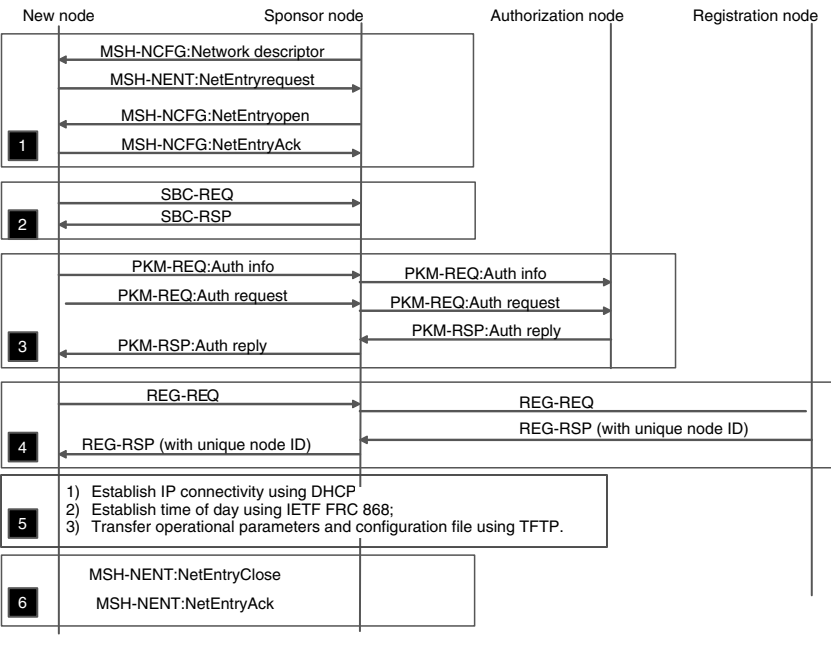 New node
Sponsor node
Authorization node
Registration node
MSH-NCFG:Network descriptor
MSH-NENT:NetEntryrequest
MSH-NCFG:NetEntryopen
1
MSH-NCFG:NetEntryAck
SBC-REQ
2
SBC-RSP
PKM-REQ:Auth info
PKM-REQ:Auth info
PKM-REQ:Auth request
PKM-REQ:Auth request
PKM-RSP:Auth reply
3
PKM-RSP:Auth reply
REG-REQ
REG-REQ
REG-RSP (with unique node ID)
4
REG-RSP (with unique node ID)
5
1) Establish IP connectivity using DHCP
2) Establish time of day using IETF FRC 868;
3) Transfer operational parameters and configuration file using TFTP.
MSH-NENT:NetEntryClose
6
MSH-NENT:NetEntryAck